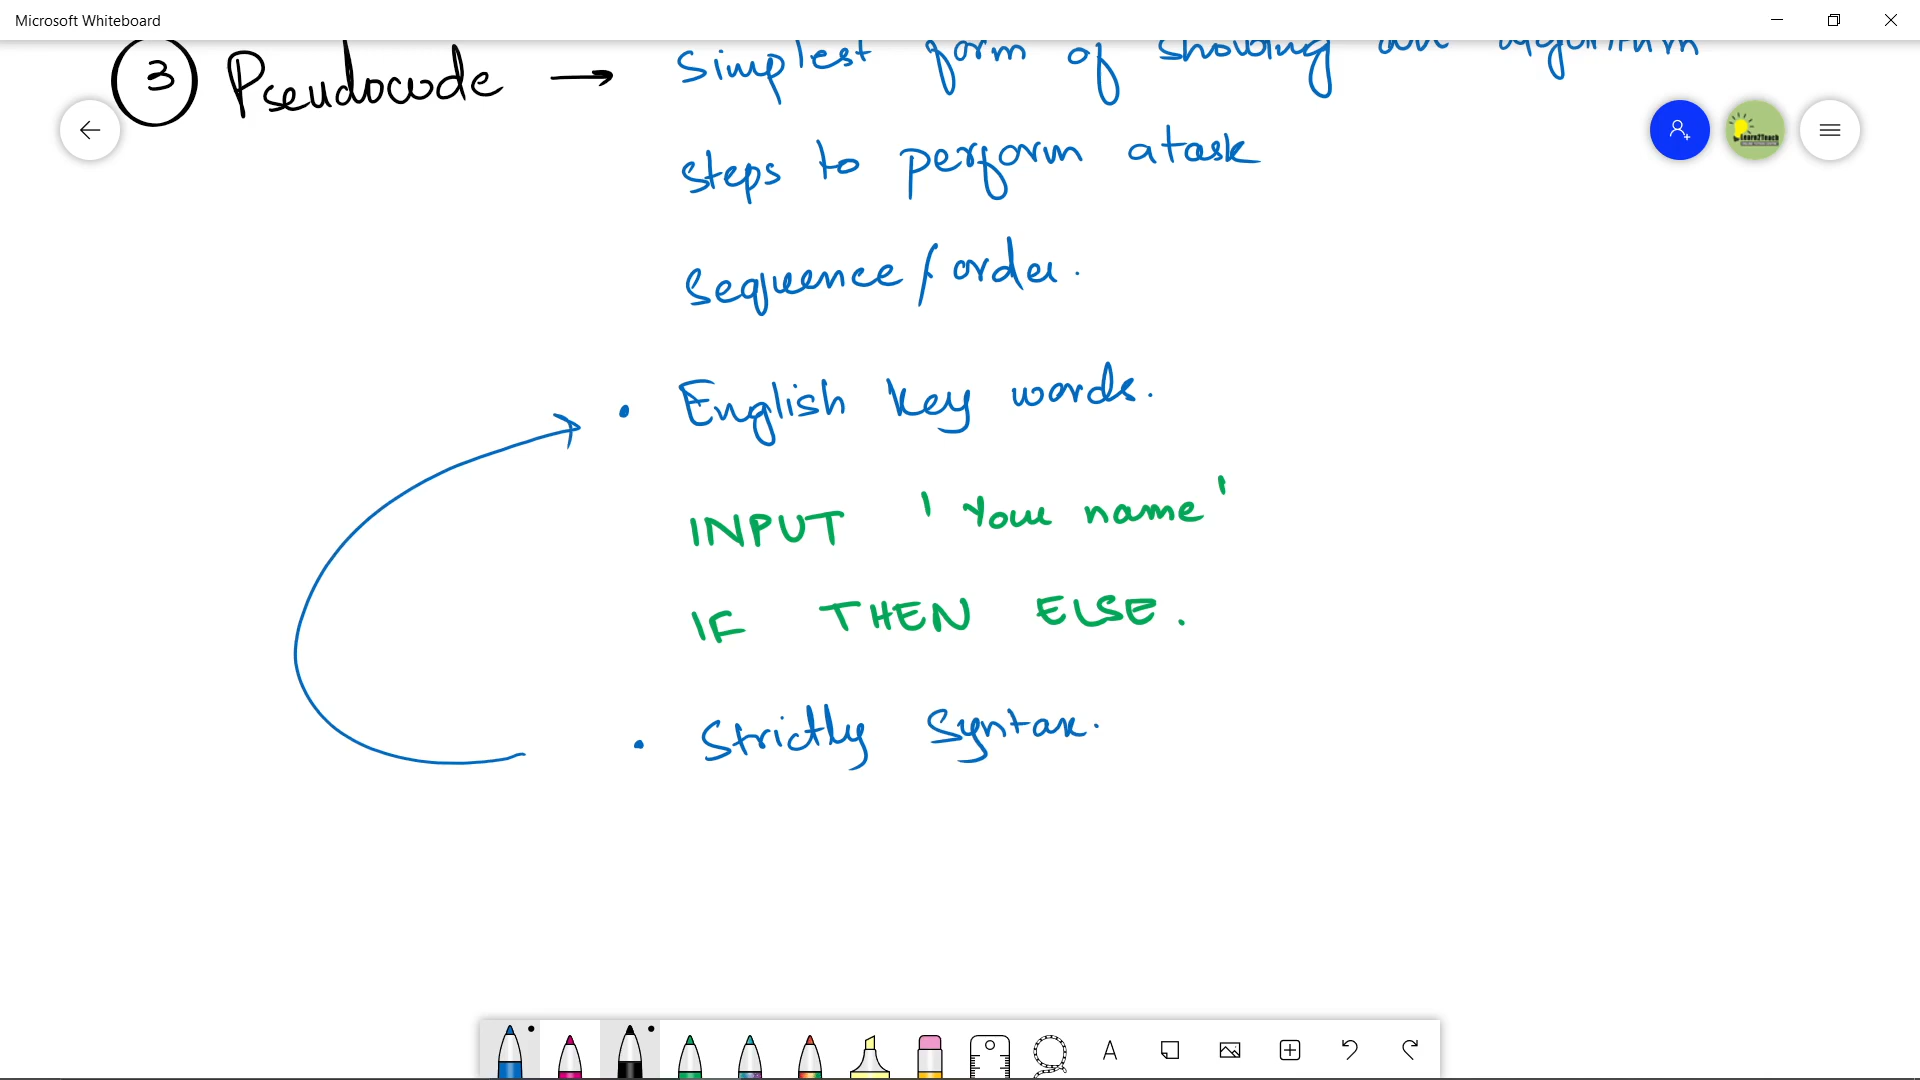 Microsoft Whiteboard
3 Pseudocode → Simplest form of showing an algorithm
steps to perform a task
sequence / order.
• English key words.
INPUT ' Your name '
IF THEN ELSE.
• Strictly Syntax.
Learn2Teach
A